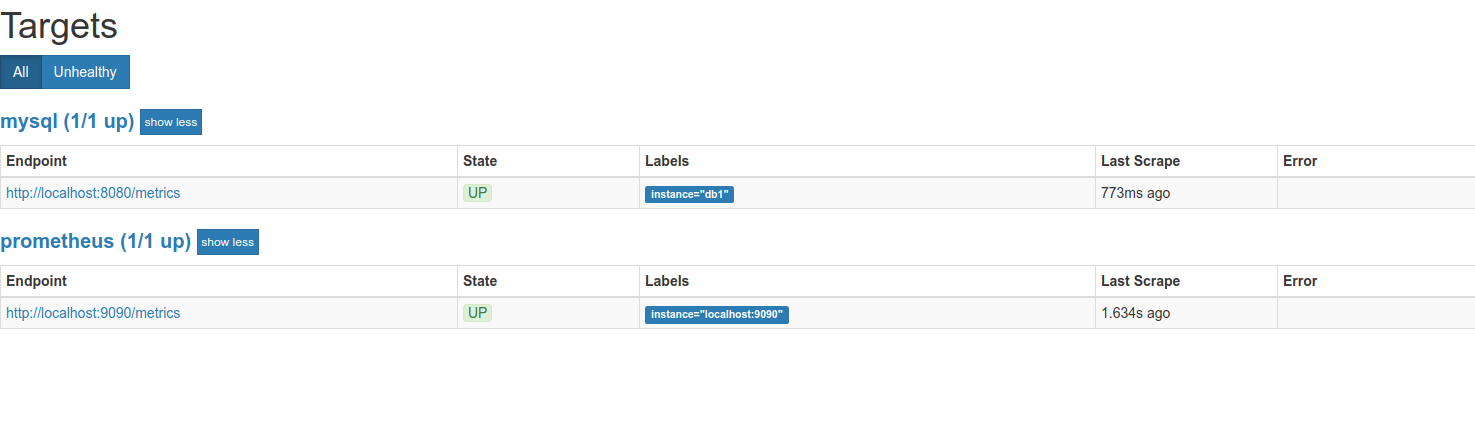 Targets
All Unhealthy
mysql (1/1 up) show less
Endpoint State Labels Last Scrape Error
http://localhost:8080/metrics UP instance="db1" 773ms ago
prometheus (1/1 up) show less
Endpoint State Labels Last Scrape Error
http://localhost:9090/metrics UP instance="localhost:9090" 1.634s ago